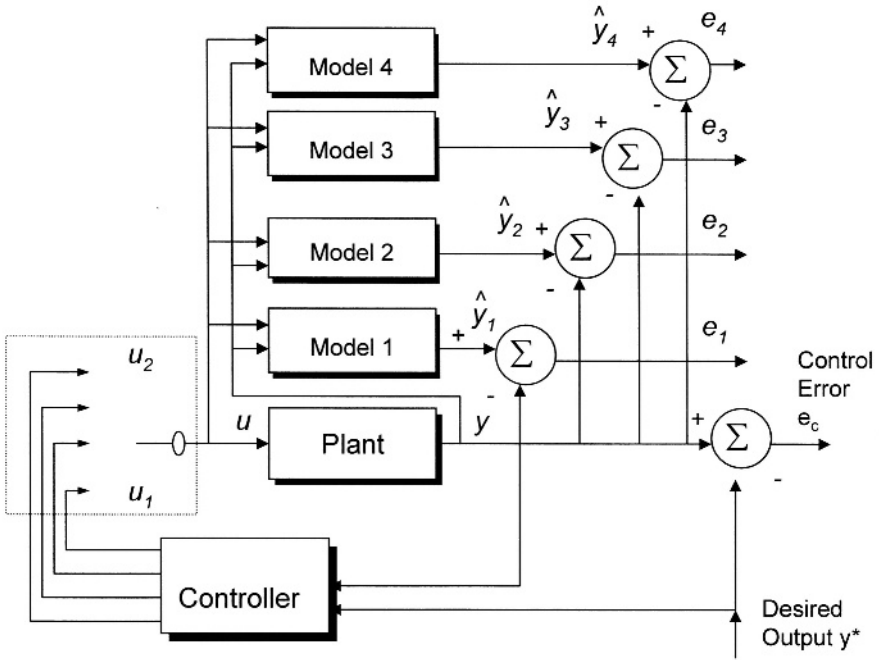 Model 4
ŷ4
+
Σ
-
e4
Model 3
ŷ3
+
Σ
-
e3
Model 2
ŷ2
+
Σ
-
e2
Model 1
+
ŷ1
Σ
-
e1
u2
u1
u
Plant
y
+
Σ
-
Control
Error
ec
Controller
Desired
Output y*